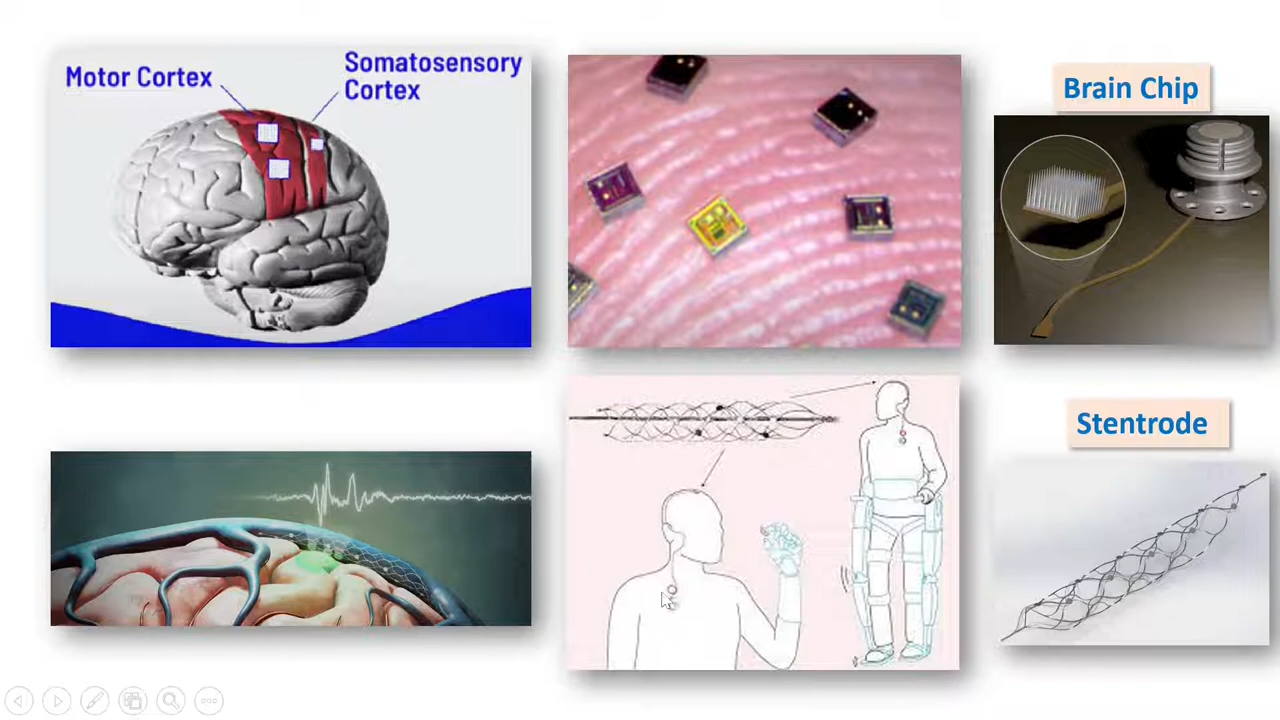 Motor Cortex
Somatosensory
Cortex
Brain Chip
Stentrode